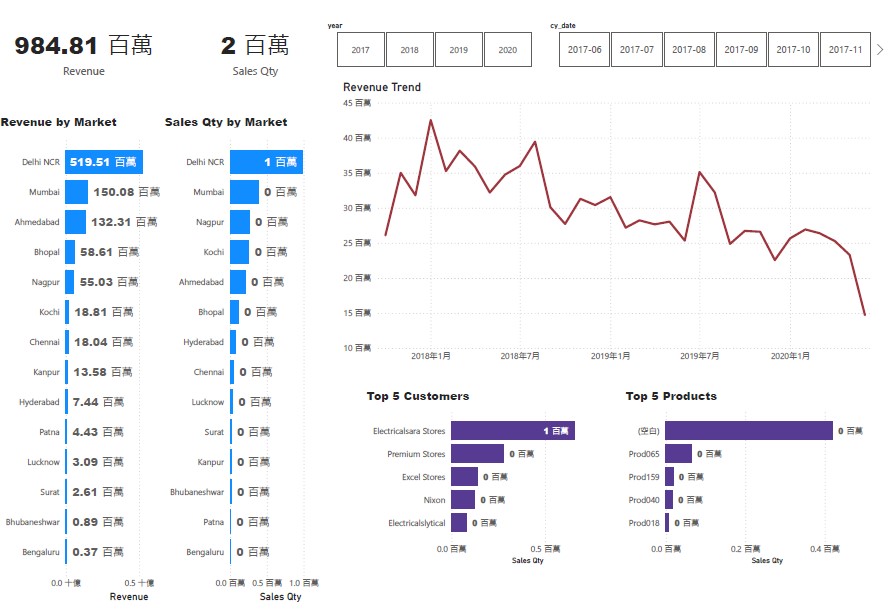 984.81 百萬
Revenue
2 百萬
Sales Qty
year
2017
2018
2019
2020
cy_date
2017-06
2017-07
2017-08
2017-09
2017-10
2017-11
Revenue by Market
Delhi NCR 519.51 百萬
Mumbai 150.08 百萬
Ahmedabad 132.31 百萬
Bhopal 58.61 百萬
Nagpur 55.03 百萬
Kochi 18.81 百萬
Chennai 18.04 百萬
Kanpur 13.58 百萬
Hyderabad 7.44 百萬
Patna 4.43 百萬
Lucknow 3.09 百萬
Surat 2.61 百萬
Bhubaneshwar 0.89 百萬
Bengaluru 0.37 百萬
0.0 十億 0.5 十億
Revenue
Sales Qty by Market
Delhi NCR 1 百萬
Mumbai 0 百萬
Nagpur 0 百萬
Kochi 0 百萬
Ahmedabad 0 百萬
Bhopal 0 百萬
Hyderabad 0 百萬
Chennai 0 百萬
Lucknow 0 百萬
Surat 0 百萬
Kanpur 0 百萬
Bhubaneshwar 0 百萬
Patna 0 百萬
Bengaluru 0 百萬
0.0 百萬 0.5 百萬 1.0 百萬
Sales Qty
Revenue Trend
45 百萬
40 百萬
35 百萬
30 百萬
25 百萬
20 百萬
15 百萬
10 百萬
2018年1月 2018年7月 2019年1月 2019年7月 2020年1月
Top 5 Customers
Electricalsara Stores 1 百萬
Premium Stores 0 百萬
Excel Stores 0 百萬
Nixon 0 百萬
Electricalslytical 0 百萬
0.0 百萬 0.5 百萬
Sales Qty
Top 5 Products
(空白) 0 百萬
Prod065 0 百萬
Prod159 0 百萬
Prod040 0 百萬
Prod018 0 百萬
0.0 百萬 0.2 百萬 0.4 百萬
Sales Qty